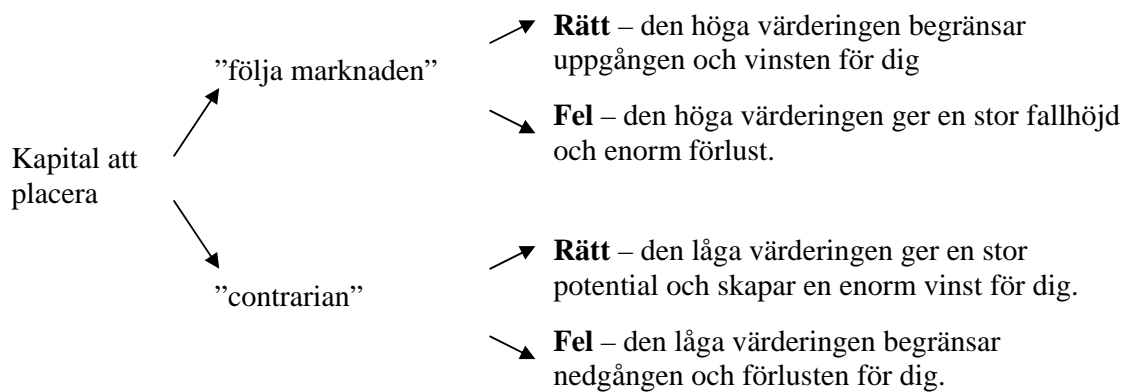 Kapital att
placera
”följa marknaden”
Rätt – den höga värderingen begränsar
uppgången och vinsten för dig
Fel – den höga värderingen ger en stor fallhöjd
och enorm förlust.
”contrarian”
Rätt – den låga värderingen ger en stor
potential och skapar en enorm vinst för dig.
Fel – den låga värderingen begränsar
nedgången och förlusten för dig.